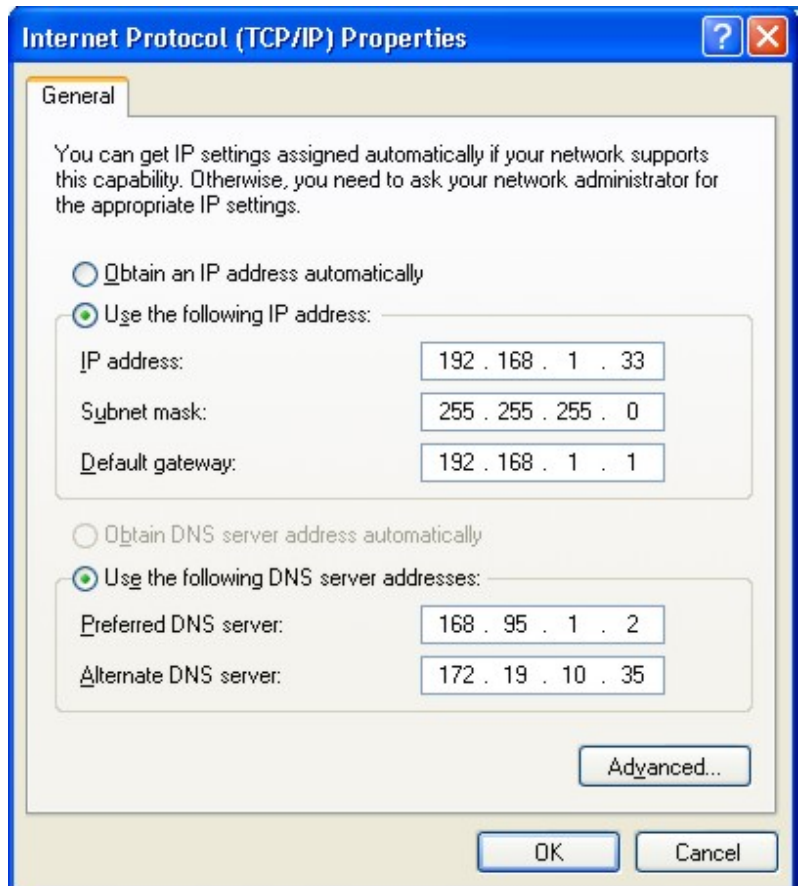 Internet Protocol (TCP/IP) Properties
?
General
You can get IP settings assigned automatically if your network supports
this capability. Otherwise, you need to ask your network administrator for
the appropriate IP settings.
Obtain an IP address automatically
Use the following IP address:
IP address: 192 . 168 . 1 . 33
Subnet mask: 255 . 255 . 255 . 0
Default gateway: 192 . 168 . 1 . 1
Obtain DNS server address automatically
Use the following DNS server addresses:
Preferred DNS server: 168 . 95 . 1 . 2
Alternate DNS server: 172 . 19 . 10 . 35
Advanced...
OK Cancel